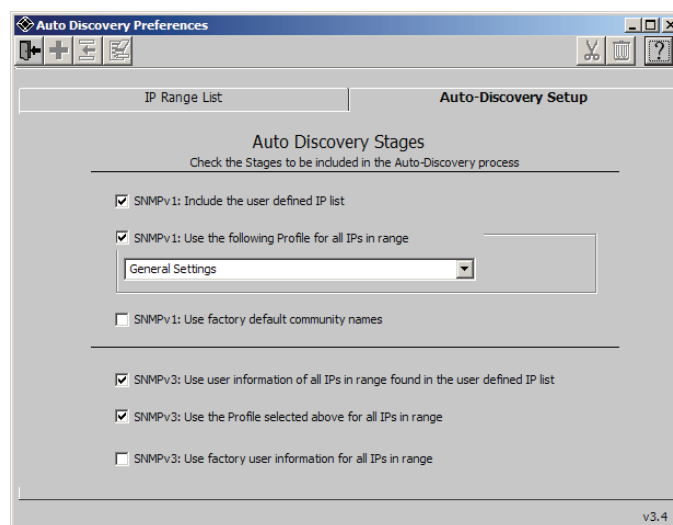 Auto Discovery Preferences
?
IP Range List
Auto-Discovery Setup
Auto Discovery Stages
Check the Stages to be included in the Auto-Discovery process
SNMPv1: Include the user defined IP list
SNMPv1: Use the following Profile for all IPs in range
General Settings
SNMPv1: Use factory default community names
SNMPv3: Use user information of all IPs in range found in the user defined IP list
SNMPv3: Use the Profile selected above for all IPs in range
SNMPv3: Use factory user information for all IPs in range
v3.4